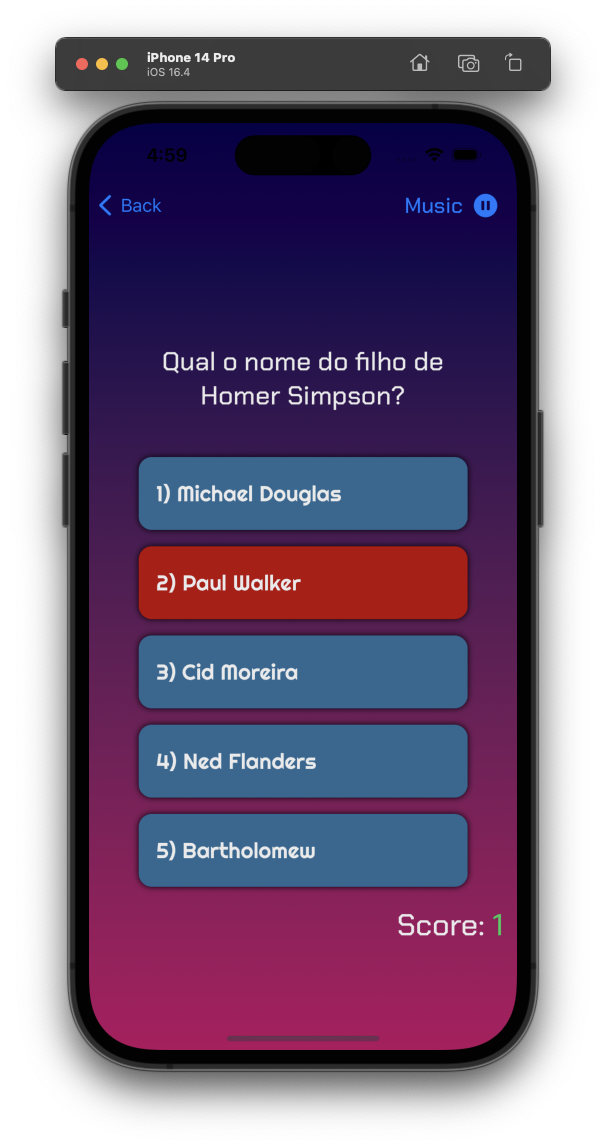 iPhone 14 Pro
iOS 16.4
4:59
Back
Music
Qual o nome do filho de
Homer Simpson?
1) Michael Douglas
2) Paul Walker
3) Cid Moreira
4) Ned Flanders
5) Bartholomew
Score: 1